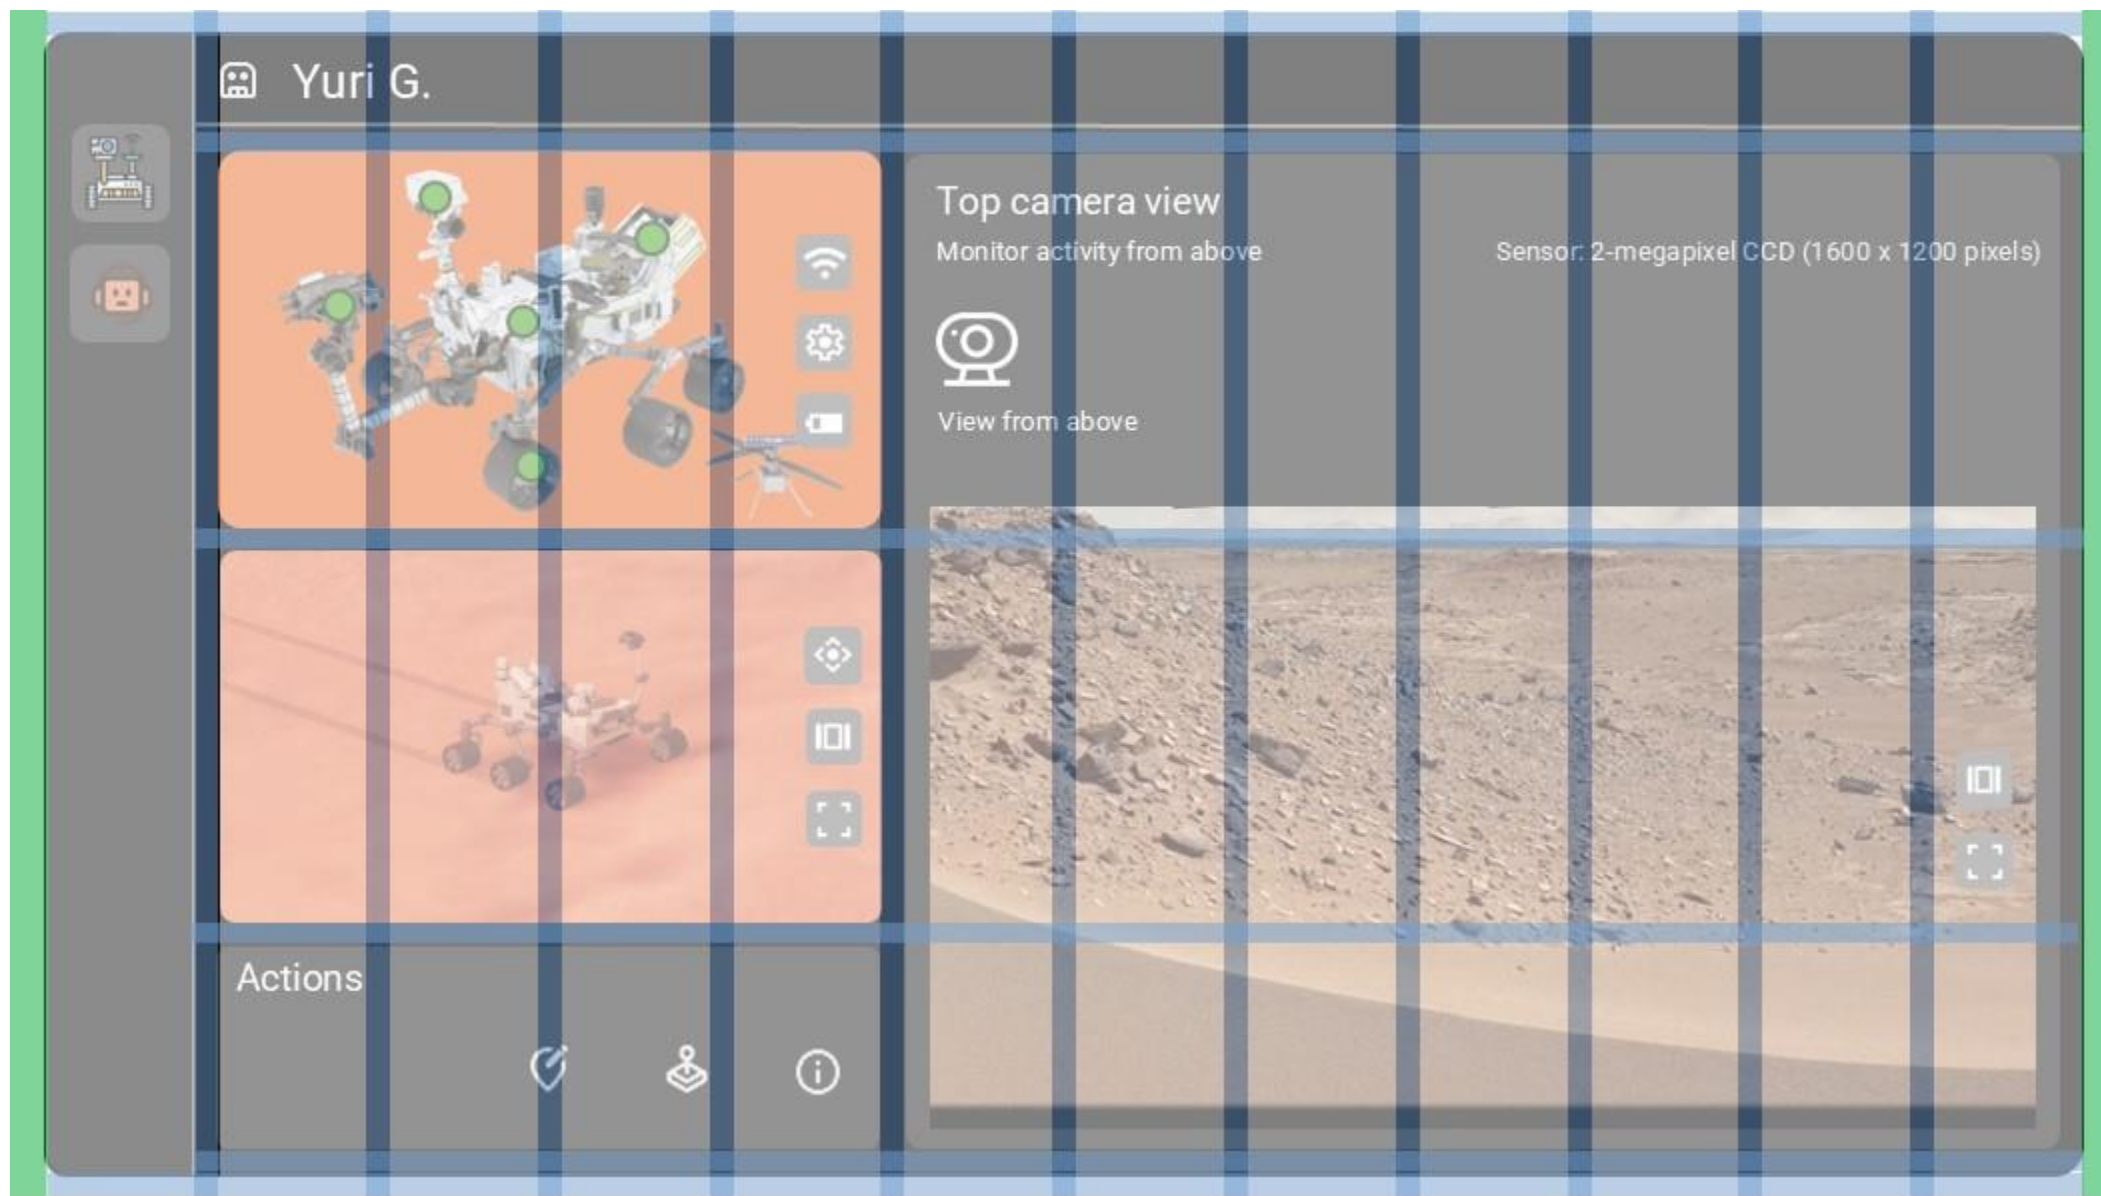 Yuri G.
Top camera view
Monitor activity from above
Sensor: 2-megapixel CCD (1600 x 1200 pixels)
View from above
Actions